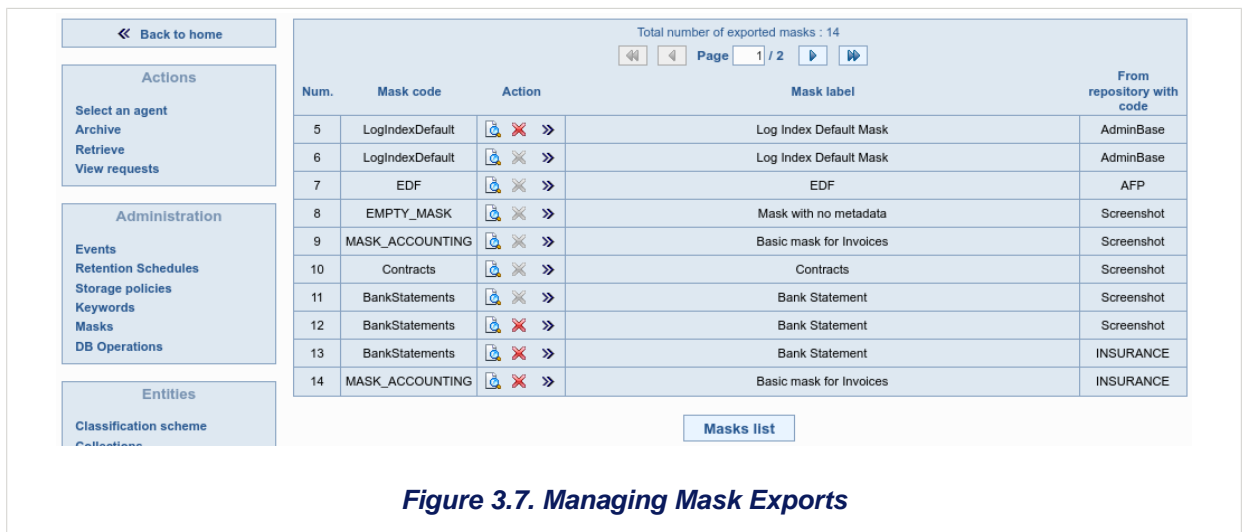 Back to home
Actions
Select an agent
Archive
Retrieve
View requests
Administration
Events
Retention Schedules
Storage policies
Keywords
Masks
DB Operations
Entities
Classification scheme
Collections
Total number of exported masks : 14
Page 1 / 2
Num. Mask code Action Mask label From repository with code
5 LogIndexDefault Log Index Default Mask AdminBase
6 LogIndexDefault Log Index Default Mask AdminBase
7 EDF EDF AFP
8 EMPTY_MASK Mask with no metadata Screenshot
9 MASK_ACCOUNTING Basic mask for Invoices Screenshot
10 Contracts Contracts Screenshot
11 BankStatements Bank Statement Screenshot
12 BankStatements Bank Statement Screenshot
13 BankStatements Bank Statement INSURANCE
14 MASK_ACCOUNTING Basic mask for Invoices INSURANCE
Masks list
Figure 3.7. Managing Mask Exports